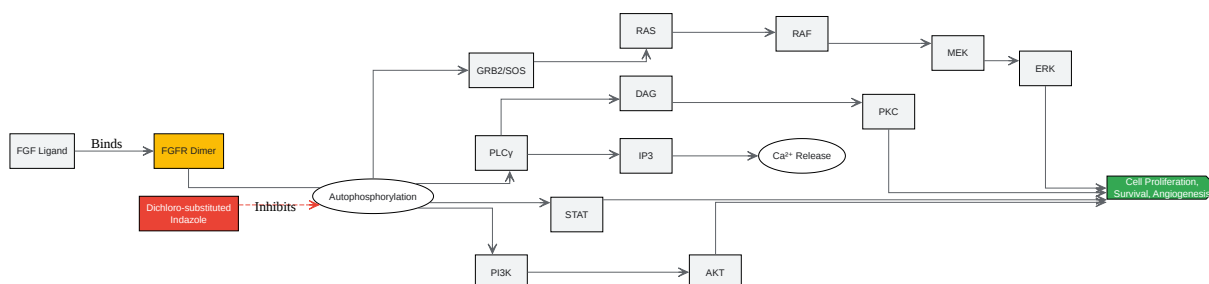 RAS
RAF
MEK
ERK
GRB2/SOS
DAG
PKC
FGF Ligand
Binds
FGFR Dimer
PLCγ
IP3
Ca²⁺ Release
Autophosphorylation
Dichloro-substituted
Indazole
Inhibits
STAT
Cell Proliferation,
Survival, Angiogenesis
PI3K
AKT